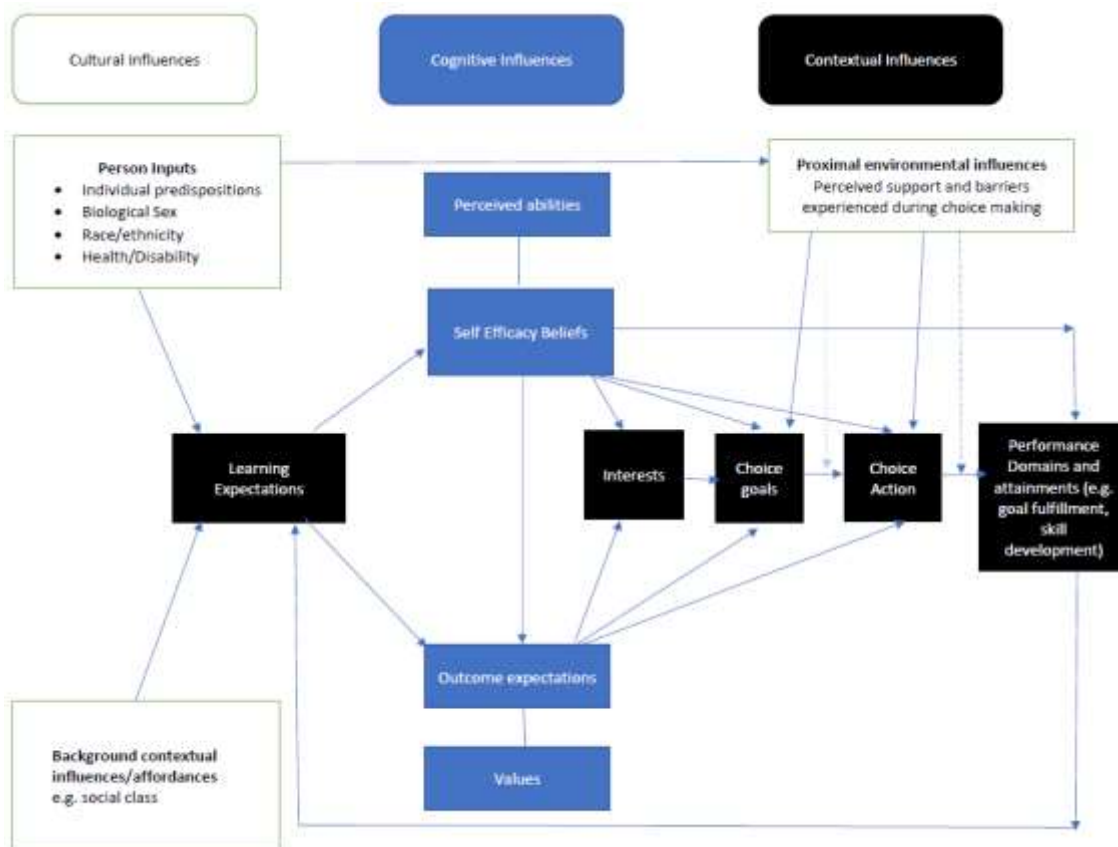 Cultural Influences
Cognitive Influences
Contextual Influences
Person Inputs
• Individual predispositions
• Biological Sex
• Race/ethnicity
• Health/Disability
Proximal environmental influences
Perceived support and barriers
experienced during choice making
Perceived abilities
Self Efficacy Beliefs
Learning
Expectations
Interests
Choice
goals
Choice
Action
Performance
Domains and
attainments (e.g.
goal fulfillment,
skill
development)
Outcome expectations
Values
Background contextual
influences/affordances
e.g. social class